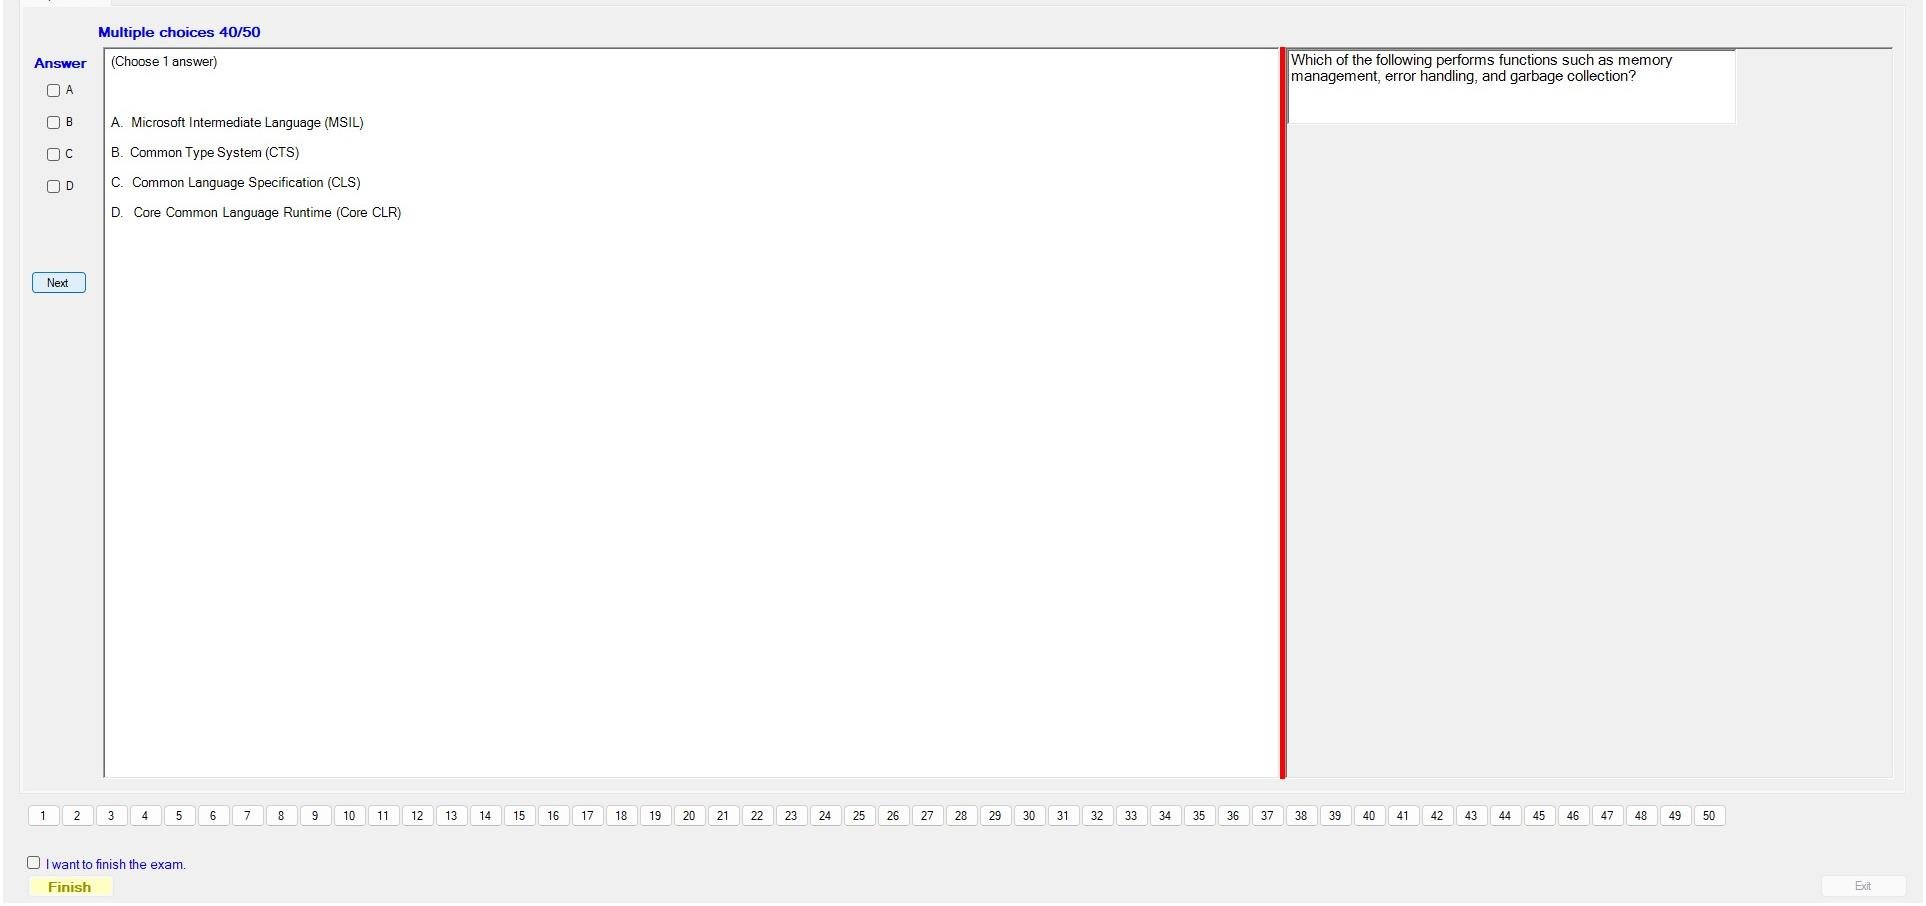 Multiple choices 40/50
Answer
(Choose 1 answer)
Which of the following performs functions such as memory
management, error handling, and garbage collection?
A
B
C
D
A. Microsoft Intermediate Language (MSIL)
B. Common Type System (CTS)
C. Common Language Specification (CLS)
D. Core Common Language Runtime (Core CLR)
Next
1 2 3 4 5 6 7 8 9 10 11 12 13 14 15 16 17 18 19 20 21 22 23 24 25 26 27 28 29 30 31 32 33 34 35 36 37 38 39 40 41 42 43 44 45 46 47 48 49 50
I want to finish the exam.
Finish
Exit